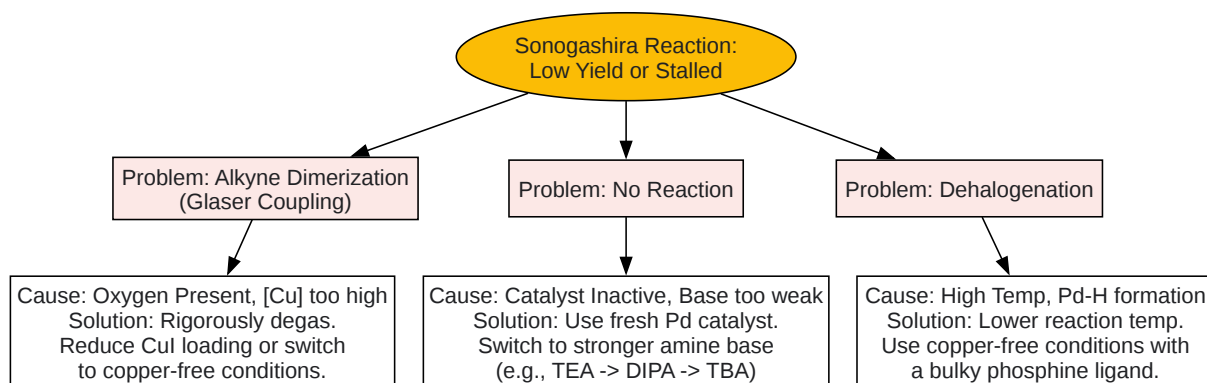 Sonogashira Reaction:
Low Yield or Stalled
Problem: Alkyne Dimerization
(Glaser Coupling)
Problem: No Reaction
Problem: Dehalogenation
Cause: Oxygen Present, [Cu] too high
Solution: Rigorously degas.
Reduce CuI loading or switch
to copper-free conditions.
Cause: Catalyst Inactive, Base too weak
Solution: Use fresh Pd catalyst.
Switch to stronger amine base
(e.g., TEA -> DIPA -> TBA)
Cause: High Temp, Pd-H formation
Solution: Lower reaction temp.
Use copper-free conditions with
a bulky phosphine ligand.